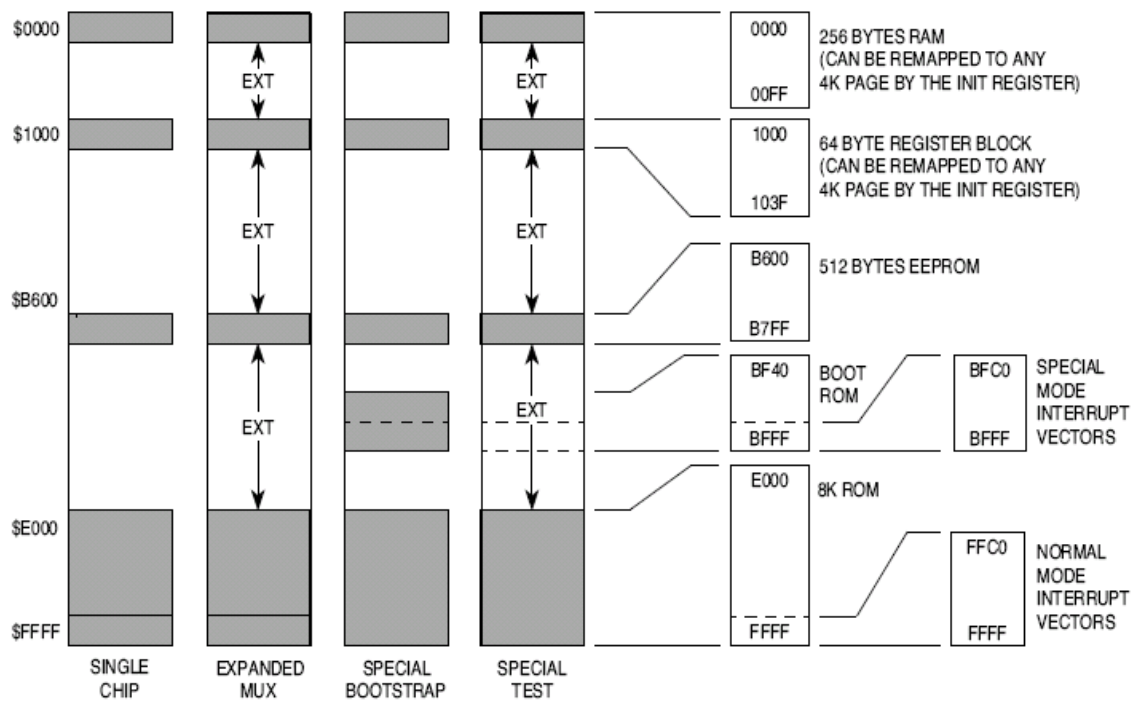 $0000
$1000
$B600
$E000
$FFFF
EXT
EXT
EXT
EXT
EXT
EXT
SINGLE
CHIP
EXPANDED
MUX
SPECIAL
BOOTSTRAP
SPECIAL
TEST
0000
00FF
256 BYTES RAM
(CAN BE REMAPPED TO ANY
4K PAGE BY THE INIT REGISTER)
1000
103F
64 BYTE REGISTER BLOCK
(CAN BE REMAPPED TO ANY
4K PAGE BY THE INIT REGISTER)
B600
B7FF
512 BYTES EEPROM
BF40
BFFF
BOOT
ROM
BFC0
BFFF
SPECIAL
MODE
INTERRUPT
VECTORS
E000
FFFF
8K ROM
FFC0
FFFF
NORMAL
MODE
INTERRUPT
VECTORS